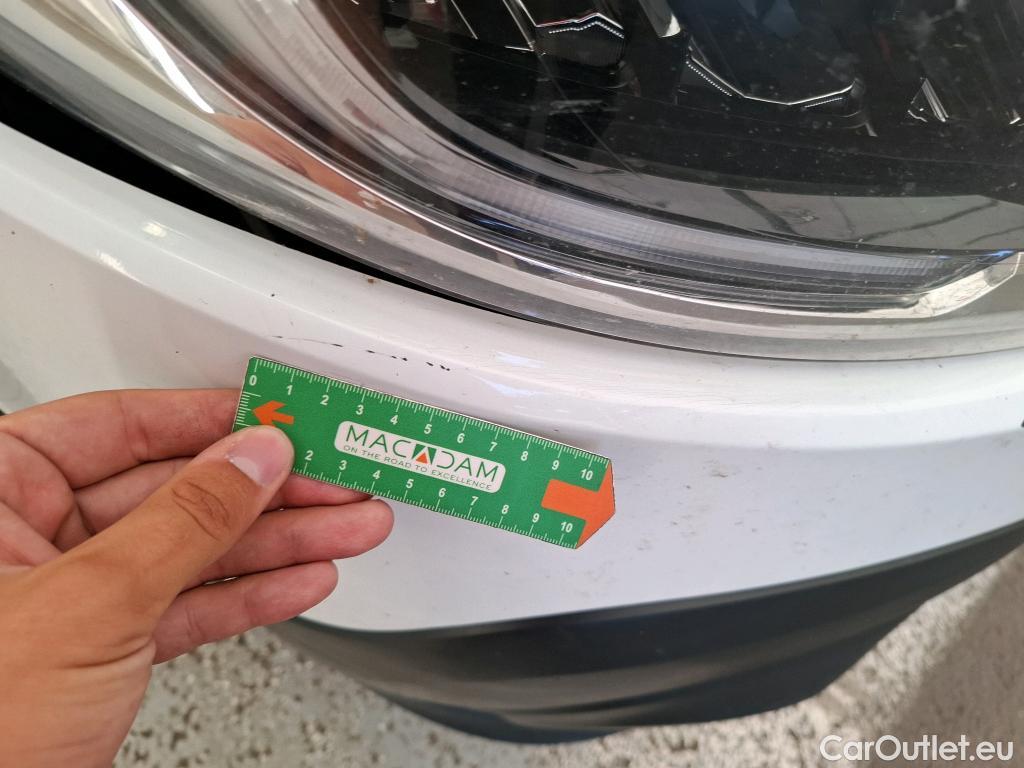 0 1 2 3 4 5 6 7 8 9 10
MACADAM
ON THE ROAD TO EXCELLENCE
2 3 4 5 6 7 8 9 10
CarOutlet.eu